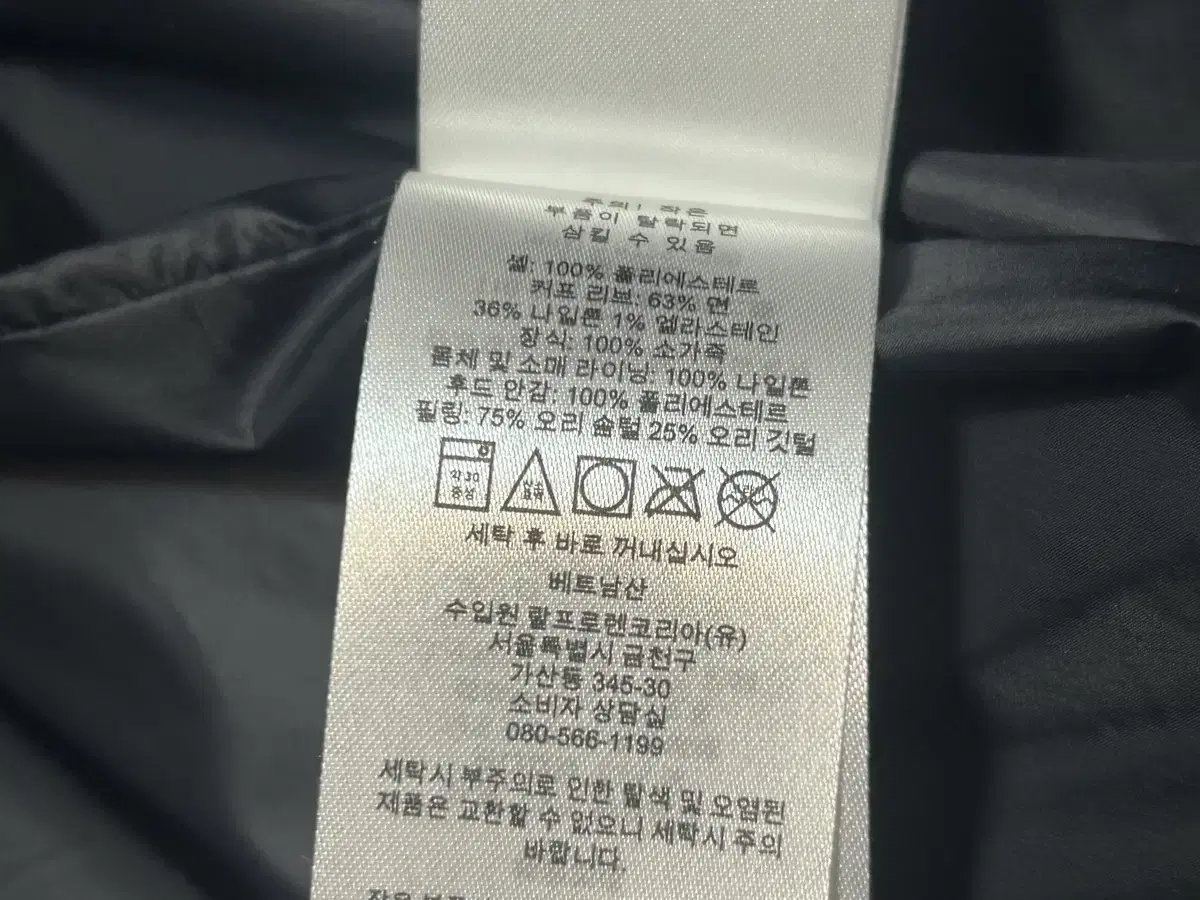 주의! 작은
부품이 탈락되면
삼킬 수 있음
쉘: 100% 폴리에스테르
커프 리브: 63% 면
36% 나일론 1% 엘라스테인
장식: 100% 소가죽
몸체 및 소매 라이닝: 100% 나일론
후드 안감: 100% 폴리에스테르
필링: 75% 오리 솜털 25% 오리 깃털
약 30
중성
세탁 후 바로 꺼내십시오
베트남산
수입원 랄프로렌코리아(유)
서울특별시 금천구
가산동 345-30
소비자 상담실
080-566-1199
세탁시 부주의로 인한 탈색 및 오염된
제품은 교환할 수 없으니 세탁시 주의
바랍니다.